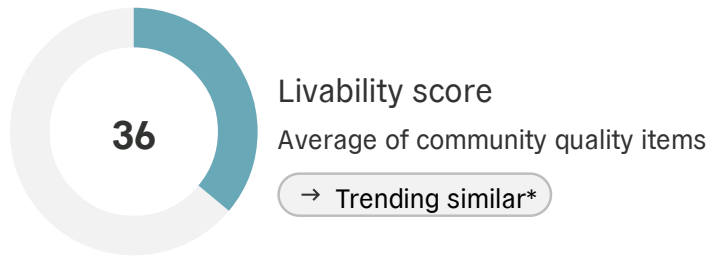 36
Livability score
Average of community quality items
→ Trending similar*